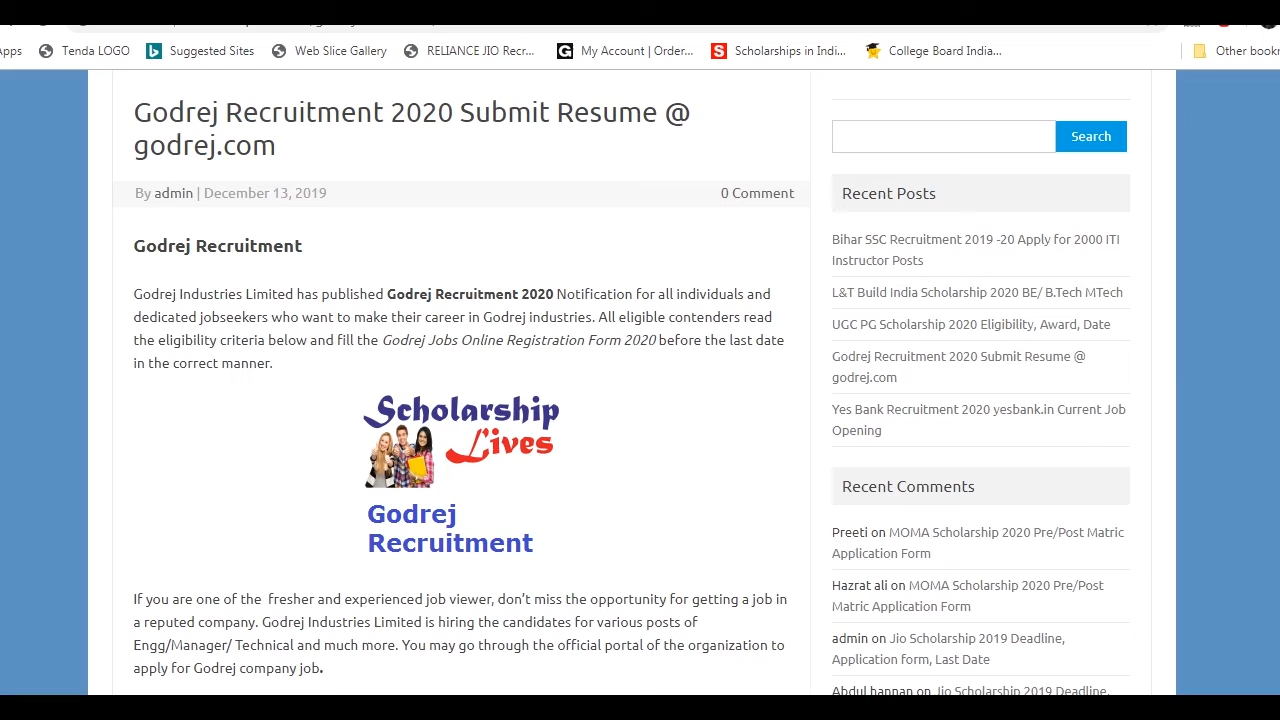 pps
Tenda LOGO
Suggested Sites
Web Slice Gallery
RELIANCE JIO Recr...
G
My Account | Order...
S
Scholarships in Indi...
College Board India...
Other book
Godrej Recruitment 2020 Submit Resume @
godrej.com
By admin | December 13, 2019
0 Comment
Godrej Recruitment
Godrej Industries Limited has published Godrej Recruitment 2020 Notification for all individuals and
dedicated jobseekers who want to make their career in Godrej industries. All eligible contenders read
the eligibility criteria below and fill the Godrej Jobs Online Registration Form 2020 before the last date
in the correct manner.
Scholarship
Lives
Godrej
Recruitment
If you are one of the fresher and experienced job viewer, don’t miss the opportunity for getting a job in
a reputed company. Godrej Industries Limited is hiring the candidates for various posts of
Engg/Manager/ Technical and much more. You may go through the official portal of the organization to
apply for Godrej company job.
Search
Recent Posts
Bihar SSC Recruitment 2019 -20 Apply for 2000 ITI
Instructor Posts
L&T Build India Scholarship 2020 BE/ B.Tech MTech
UGC PG Scholarship 2020 Eligibility, Award, Date
Godrej Recruitment 2020 Submit Resume @
godrej.com
Yes Bank Recruitment 2020 yesbank.in Current Job
Opening
Recent Comments
Preeti on MOMA Scholarship 2020 Pre/Post Matric
Application Form
Hazrat ali on MOMA Scholarship 2020 Pre/Post
Matric Application Form
admin on Jio Scholarship 2019 Deadline,
Application form, Last Date
Abdul hannan on Jio Scholarship 2019 Deadline,